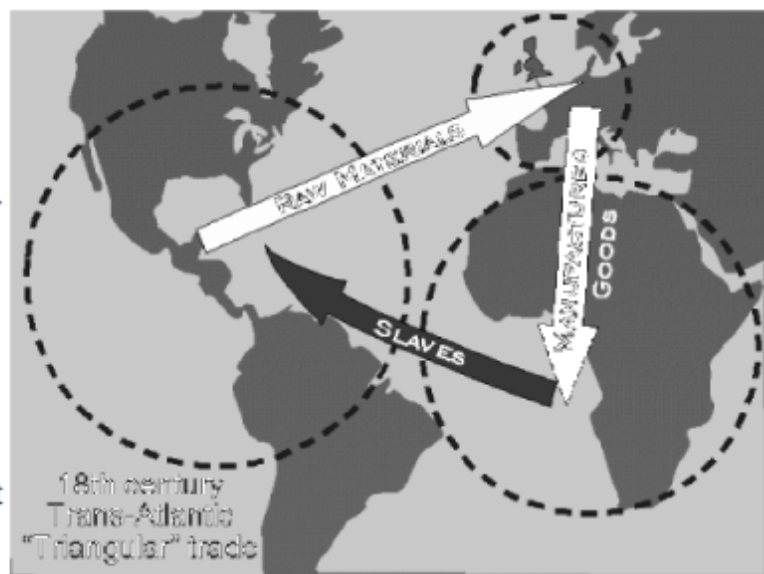 RAW MATERIALS
MANUFACTURED
GOODS
SLAVES
18th century
Trans-Atlantic
"Triangular" trade